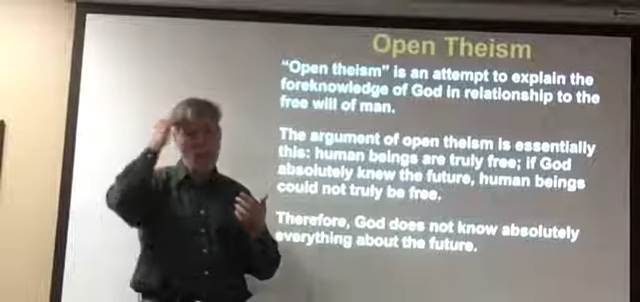 Open Theism
"Open theism" is an attempt to explain the
foreknowledge of God in relationship to the
free will of man.
The argument of open theism is essentially
this: human beings are truly free; if God
absolutely knew the future, human beings
could not truly be free.
Therefore, God does not know absolutely
everything about the future.